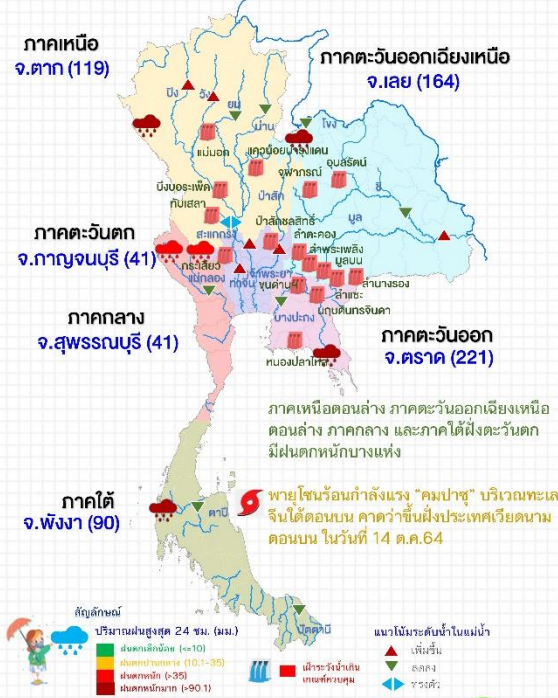 ภาคเหนือ
จ.ตาก (119)
ภาคตะวันออกเฉียงเหนือ
จ.เลย (164)
ปิง
วัง
ยม
น่าน
โขง
แม่มอก
แควน้อยบำรุงแดน
จุฬาภรณ์
อุบลรัตน์
ชี
บึงบอระเพ็ด
ทับเสลา
ป่าสัก
มูล
สะแกกรัง
ป่าสักชลสิทธิ์
ลำตะคอง
ลำพระเพลิง
มูลบน
ลำนางรอง
ภาคตะวันตก
จ.กาญจนบุรี (41)
กระเสียว
แม่กลอง
ท่าจีน
เจ้าพระยา
ขุนด่านฯ
ลำแชะ
นฤบดินทรจินดา
ภาคกลาง
จ.สุพรรณบุรี (41)
บางปะกง
ภาคตะวันออก
จ.ตราด (221)
หนองปลาไหล
ภาคเหนือตอนล่าง ภาคตะวันออกเฉียงเหนือ
ตอนล่าง ภาคกลาง และภาคใต้ฝั่งตะวันตก
มีฝนตกหนักบางแห่ง
ภาคใต้
จ.พังงา (90)
ตาปี
พายุโซนร้อนกำลังแรง “คมปาซุ” บริเวณทะเล
จีนใต้ตอนบน คาดว่าขึ้นฝั่งประเทศเวียดนาม
ตอนบน ในวันที่ 14 ต.ค.64
ปัตตานี
สัญลักษณ์
ปริมาณฝนสูงสุด 24 ชม. (มม.)
ฝนตกเล็กน้อย (<=10)
ฝนตกปานกลาง (10.1-35)
ฝนตกหนัก (>35)
ฝนตกหนักมาก (>90.1)
เฝ้าระวังน้ำเกิน
เกณฑ์ควบคุม
แนวโน้มระดับน้ำในแม่น้ำ
เพิ่มขึ้น
ลดลง
ทรงตัว